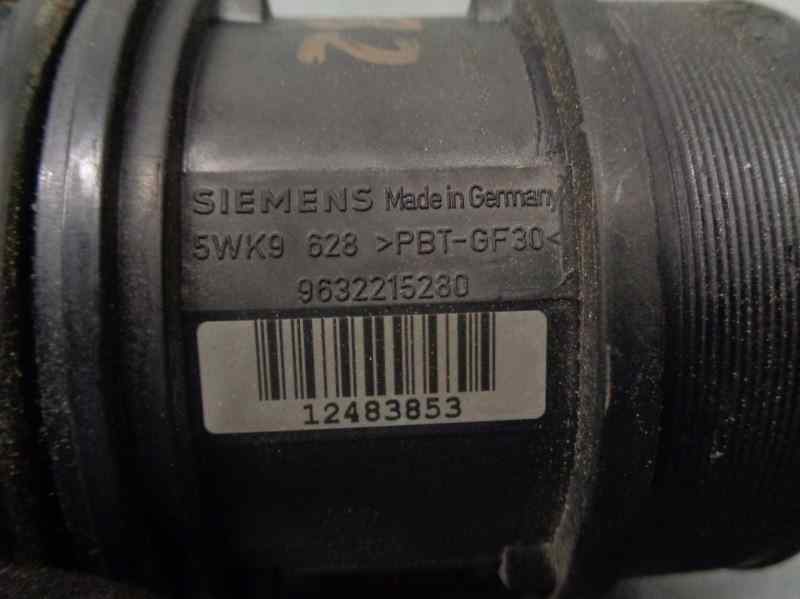 SIEMENS Made in Germany
5WK9 628 >PBT-GF30<
9632215280
12483853